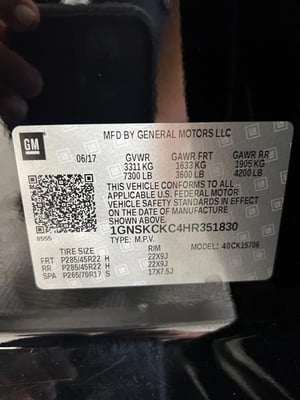 GM
MFD BY GENERAL MOTORS LLC
06/17 GVWR GAWR FRT GAWR RR
3311 KG 1633 KG 1905 KG
7300 LB 3600 LB 4200 LB
THIS VEHICLE CONFORMS TO ALL
APPLICABLE U.S. FEDERAL MOTOR
VEHICLE SAFETY STANDARDS IN EFFECT
ON THE DATE OF MANUFACTURE
SHOWN ABOVE.
1GNSKCKC4HR351830
TYPE: M.P.V. MODEL: 4GCK15706
TIRE SIZE RIM
FRT P285/45R22 H 22X9J
RR P285/45R22 H 22X9J
SPA P265/70R17 S 17X7.5J